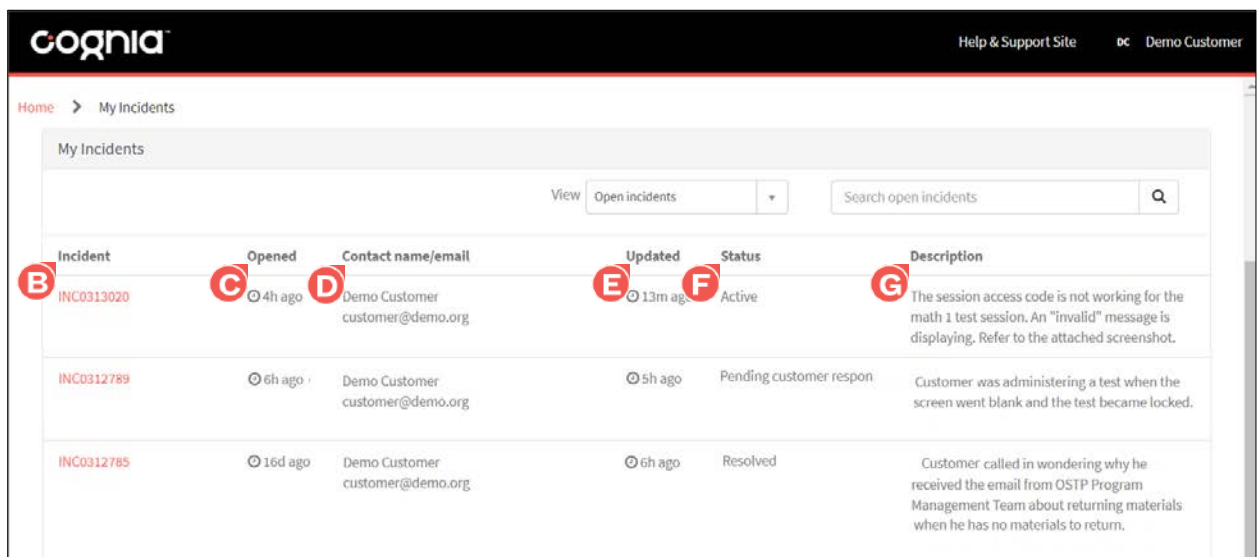 cognia
Help & Support Site DC Demo Customer
Home > My Incidents
My Incidents
View Open incidents Search open incidents
Incident Opened Contact name/email Updated Status Description
B C D E F G
INC0313020 4h ago Demo Customer 13m ago Active The session access code is not working for the
customer@demo.org math 1 test session. An "invalid" message is
displaying. Refer to the attached screenshot.
INC0312789 6h ago Demo Customer 5h ago Pending customer respon Customer was administering a test when the
customer@demo.org screen went blank and the test became locked.
INC0312785 16d ago Demo Customer 6h ago Resolved Customer called in wondering why he
customer@demo.org received the email from OSTP Program
Management Team about returning materials
when he has no materials to return.